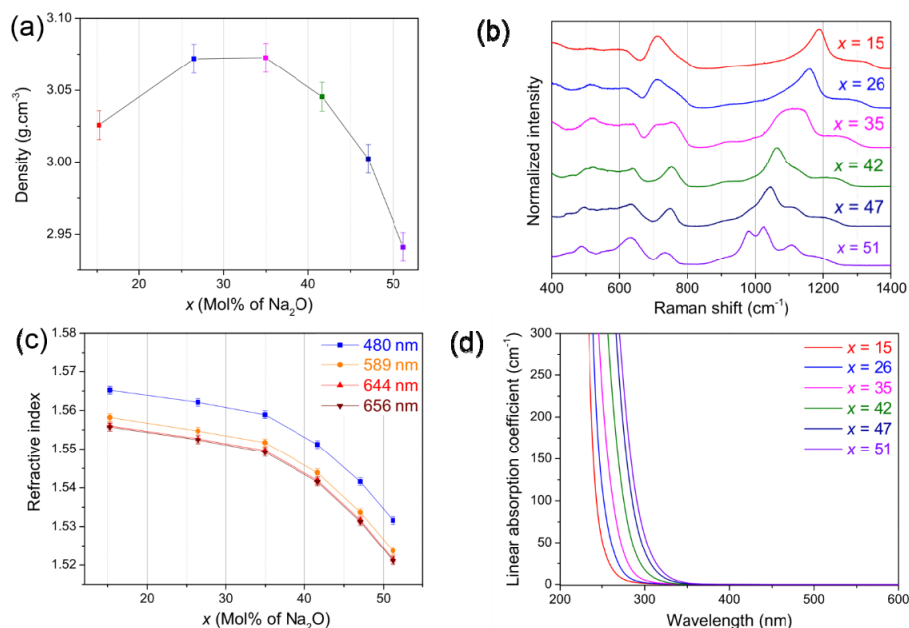 (a)
3.10
3.05
3.00
2.95
Density (g.cm⁻³)
20
30
40
50
x (Mol% of Na₂O)
(b)
Normalized intensity
x = 15
x = 26
x = 35
x = 42
x = 47
x = 51
400
600
800
1000
1200
1400
Raman shift (cm⁻¹)
(c)
1.58
1.57
1.56
1.55
1.54
1.53
1.52
Refractive index
480 nm
589 nm
644 nm
656 nm
20
30
40
50
x (Mol% of Na₂O)
(d)
300
250
200
150
100
50
0
Linear absorption coefficient (cm⁻¹)
x = 15
x = 26
x = 35
x = 42
x = 47
x = 51
200
300
400
500
600
Wavelength (nm)